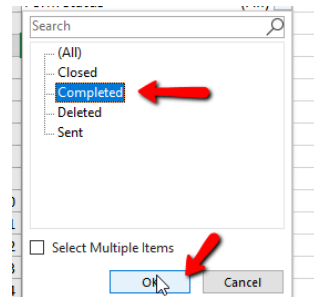 Search
(All)
Closed
Completed
Deleted
Sent
Select Multiple Items
OK
Cancel